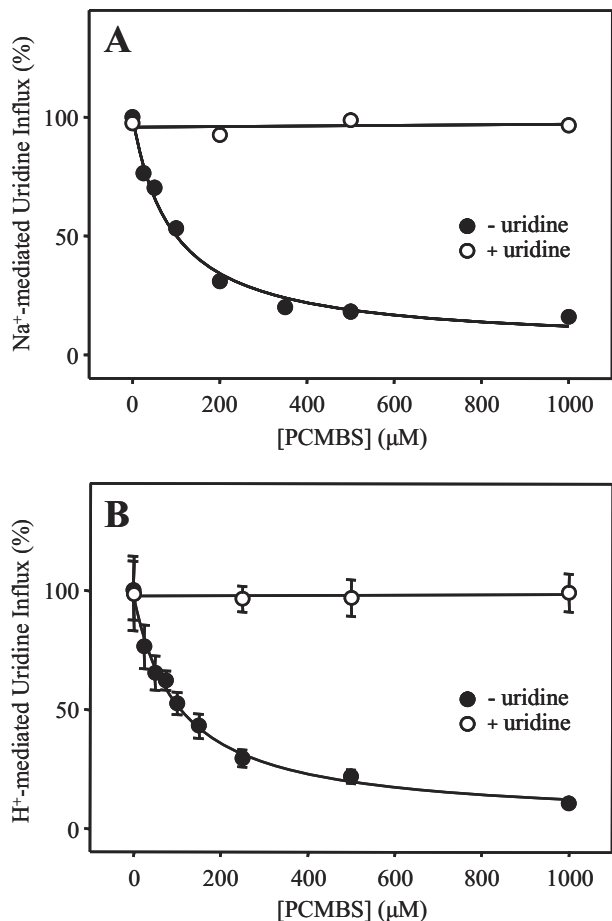 A
Na⁺-mediated Uridine Influx (%)
100
50
0
- uridine
+ uridine
0 200 400 600 800 1000
[PCMBS] (μM)
B
H⁺-mediated Uridine Influx (%)
100
50
0
- uridine
+ uridine
0 200 400 600 800 1000
[PCMBS] (μM)